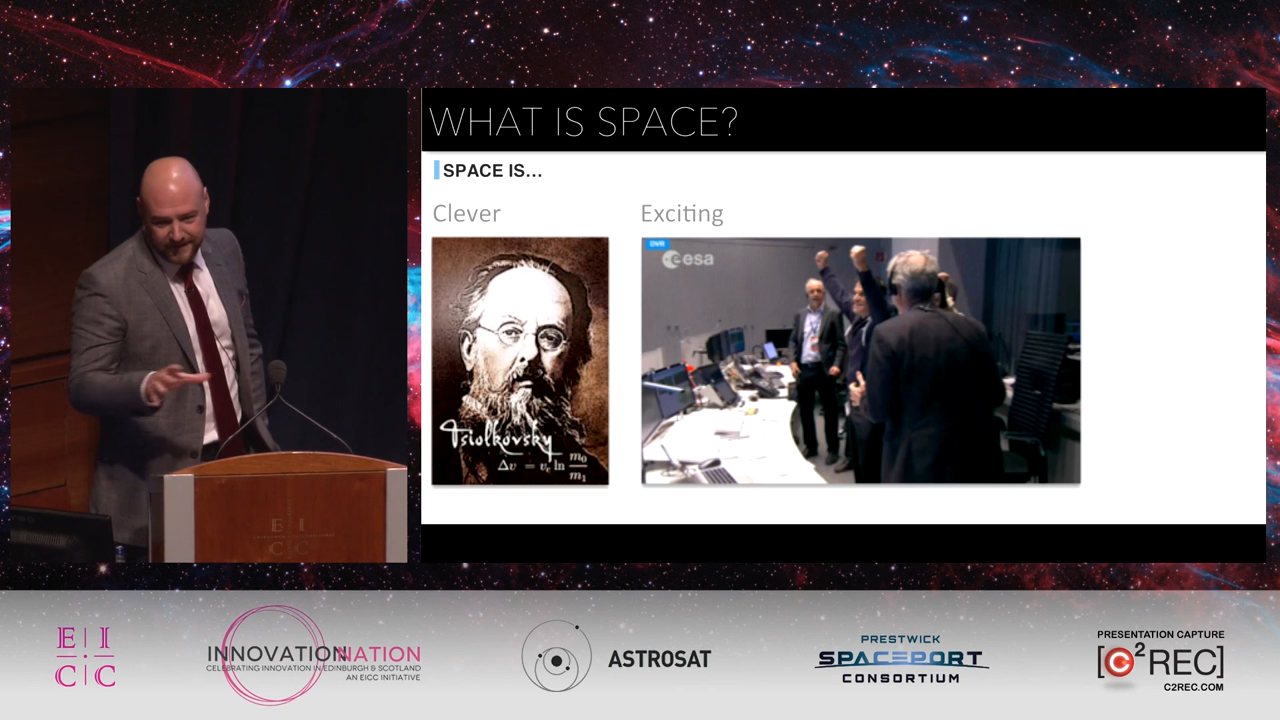 WHAT IS SPACE?
SPACE IS...
Clever
Exciting
DVR
esa
Tsiolkovsky
Δv = vₑ ln m₀/m₁
E I
C C
E I
C C
INNOVATIONNATION
CELEBRATING INNOVATION IN EDINBURGH & SCOTLAND
AN EICC INITIATIVE
ASTROSAT
PRESTWICK
SPACEPORT
CONSORTIUM
PRESENTATION CAPTURE
[C²REC]
C2REC.COM